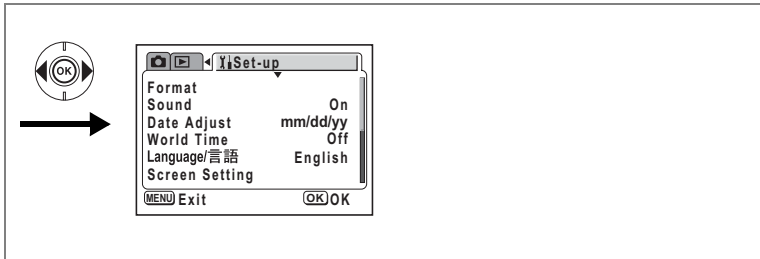 OK
Set-up
Format
Sound On
Date Adjust mm/dd/yy
World Time Off
Language/言語 English
Screen Setting
MENU Exit OK OK